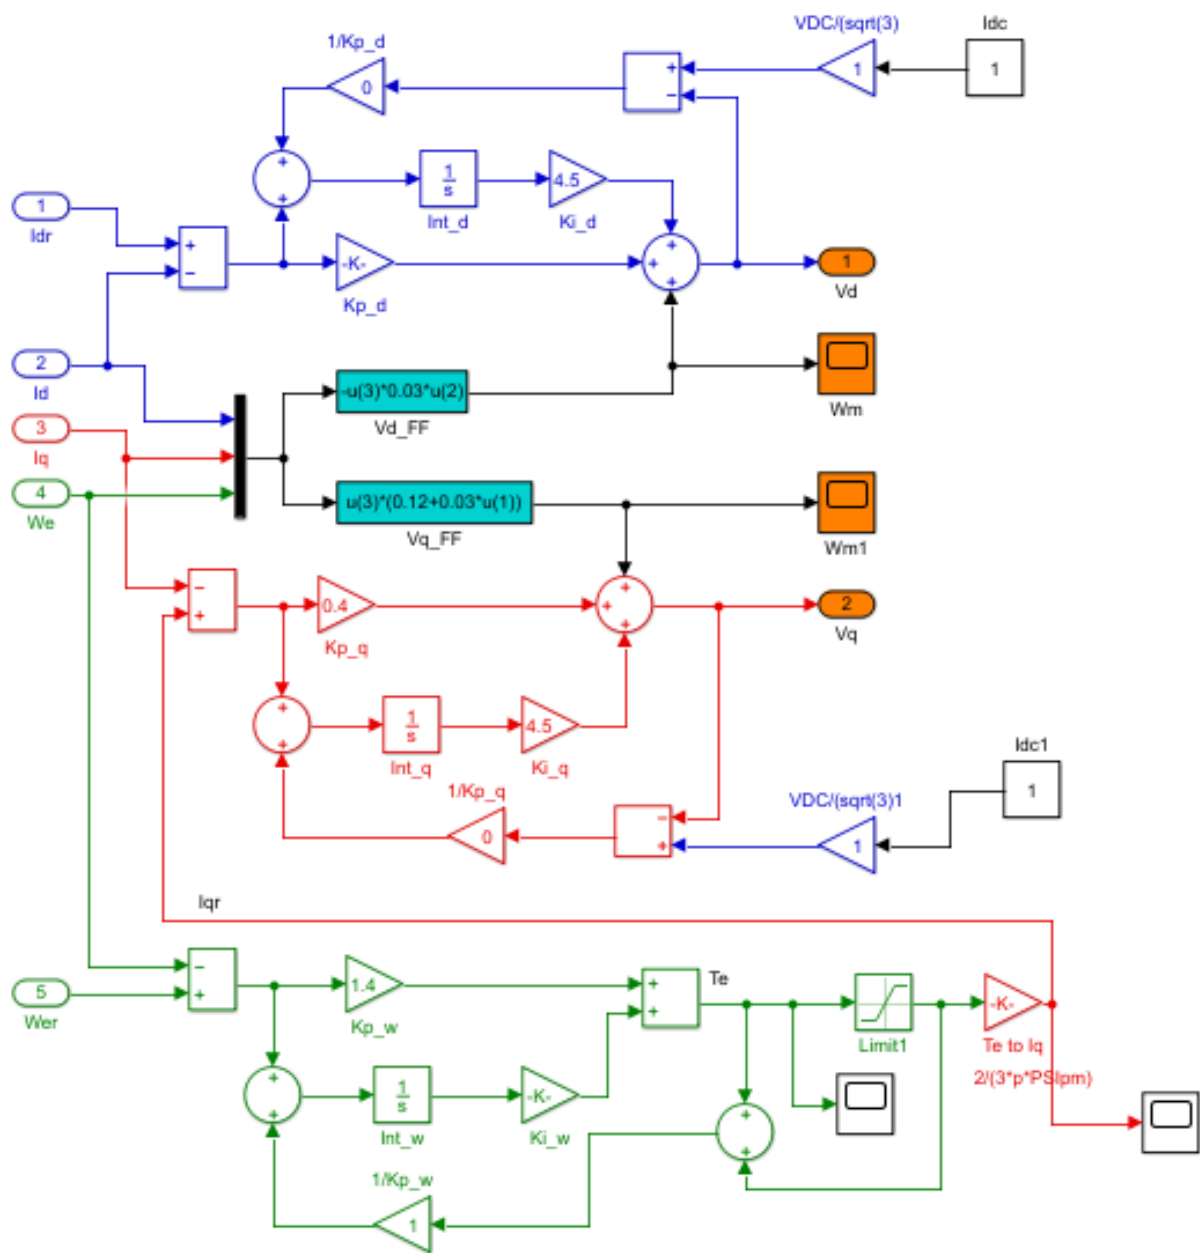 VDC/(sqrt(3)
Idc
1/Kp_d
+
1
1
0
−
+
1
s
4.5
+
1
Idr
Int_d
Ki_d
+
+
−
-K-
+
+
1
Kp_d
Vd
2
Id
-u(3)*0.03*u(2)
Wm
3
Vd_FF
Iq
4
We
u(3)*(0.12+0.03*u(1))
Vq_FF
Wm1
−
+
0.4
+
+
+
2
Kp_q
Vq
+
+
1
s
4.5
Idc1
Int_q
Ki_q
1/Kp_q
VDC/(sqrt(3)1
1
0
−
+
1
Iqr
−
+
1.4
+
+
Te
-K-
5
Wer
Kp_w
Limit1
Te to Iq
2/(3*p*PSIpm)
+
+
1
s
-K-
+
+
Int_w
Ki_w
1/Kp_w
1